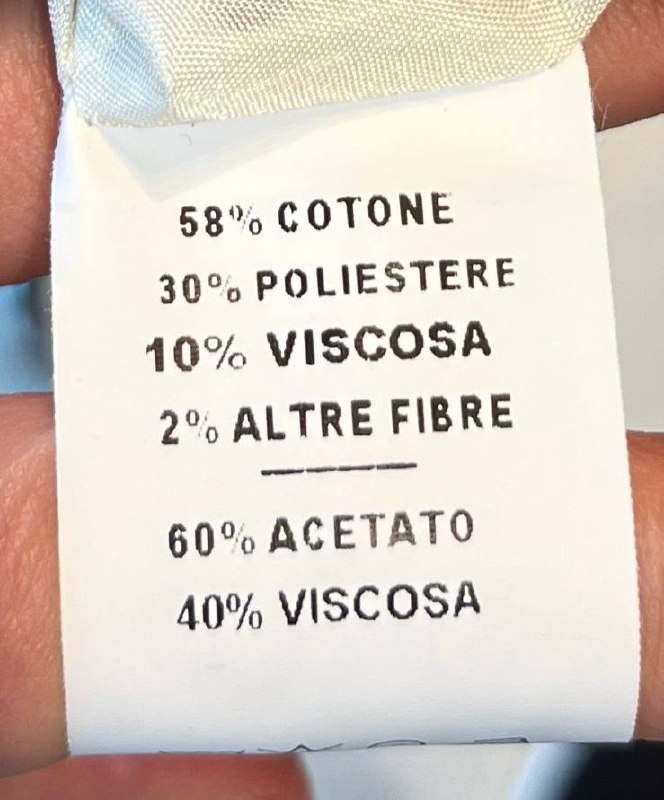 58% COTONE
30% POLIESTERE
10% VISCOSA
2% ALTRE FIBRE
60% ACETATO
40% VISCOSA